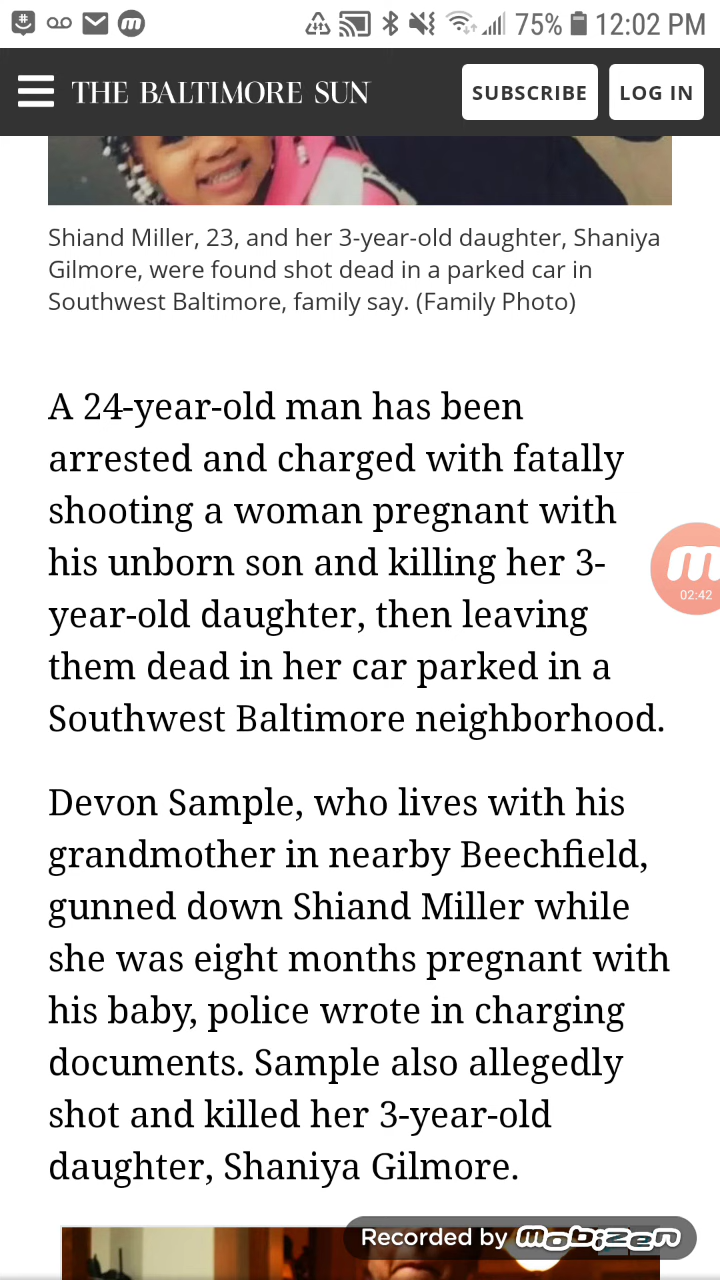 75% 12:02 PM
THE BALTIMORE SUN
SUBSCRIBE
LOG IN
Shiand Miller, 23, and her 3-year-old daughter, Shaniya
Gilmore, were found shot dead in a parked car in
Southwest Baltimore, family say. (Family Photo)
A 24-year-old man has been
arrested and charged with fatally
shooting a woman pregnant with
his unborn son and killing her 3-
year-old daughter, then leaving
them dead in her car parked in a
Southwest Baltimore neighborhood.
m
02:42
Devon Sample, who lives with his
grandmother in nearby Beechfield,
gunned down Shiand Miller while
she was eight months pregnant with
his baby, police wrote in charging
documents. Sample also allegedly
shot and killed her 3-year-old
daughter, Shaniya Gilmore.
Recorded by mobizen